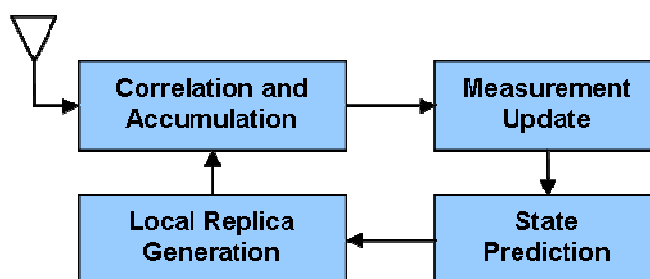 Correlation and
Accumulation
Measurement
Update
Local Replica
Generation
State
Prediction